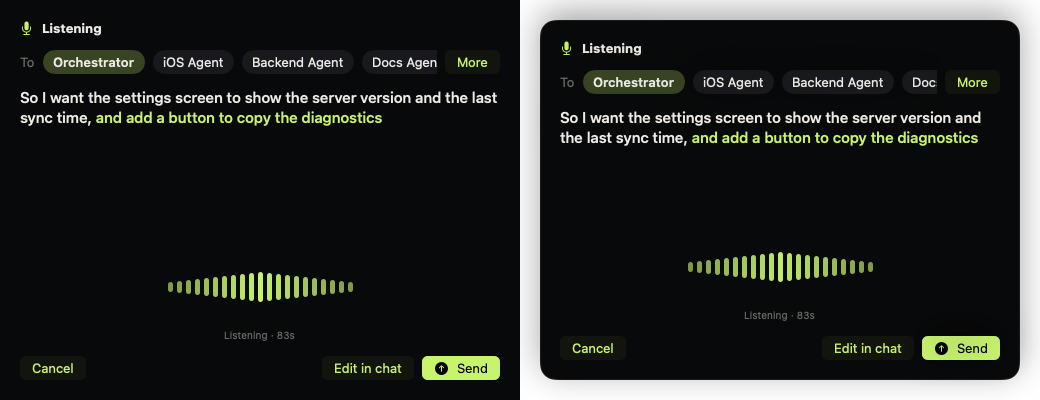 Listening
To Orchestrator iOS Agent Backend Agent Docs Agen More
So I want the settings screen to show the server version and the last
sync time, and add a button to copy the diagnostics
Listening · 83s
Cancel Edit in chat Send
Listening
To Orchestrator iOS Agent Backend Agent Doc More
So I want the settings screen to show the server version and
the last sync time, and add a button to copy the diagnostics
Listening · 83s
Cancel Edit in chat Send